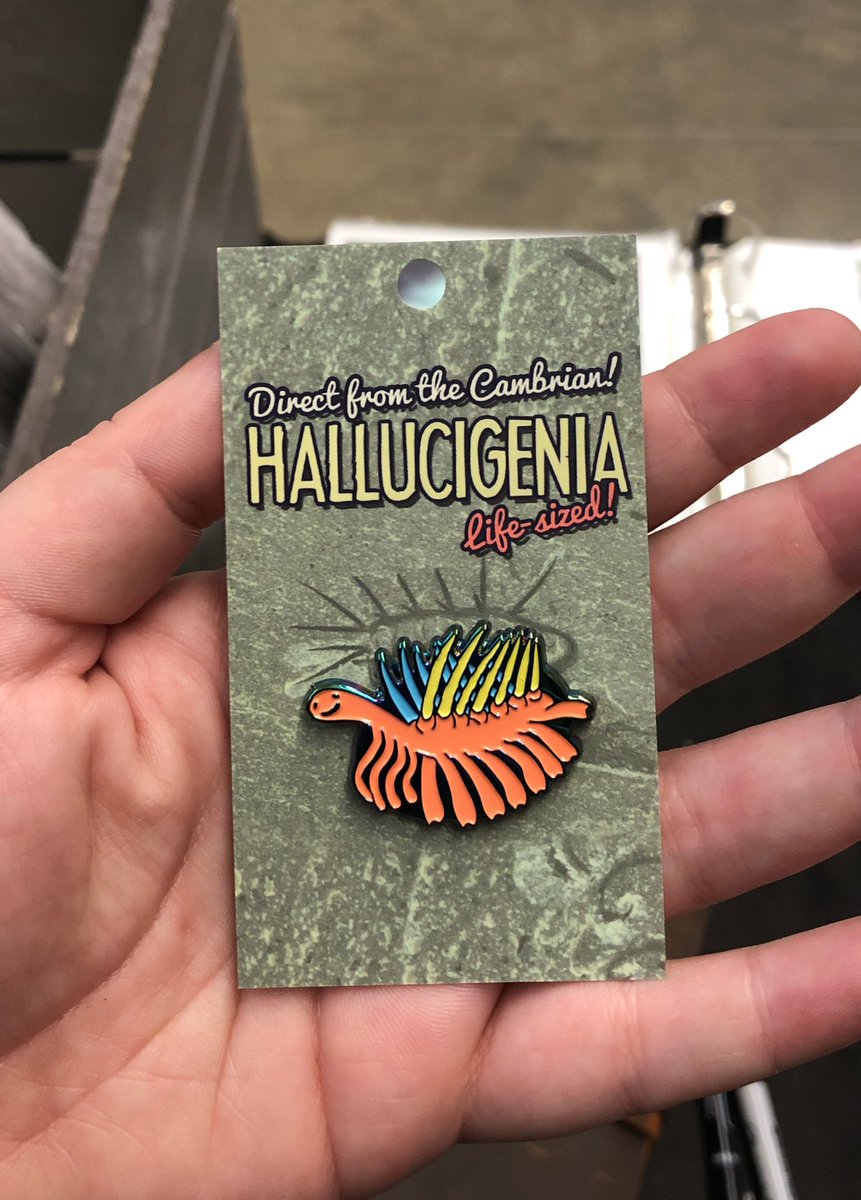 Direct from the Cambrian!
HALLUCIGENIA
life-sized!